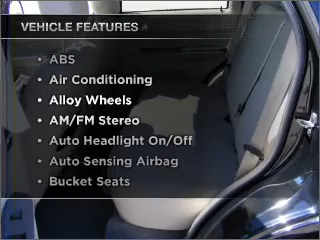 VEHICLE FEATURES
• ABS
• Air Conditioning
• Alloy Wheels
• AM/FM Stereo
• Auto Headlight On/Off
• Auto Sensing Airbag
• Bucket Seats